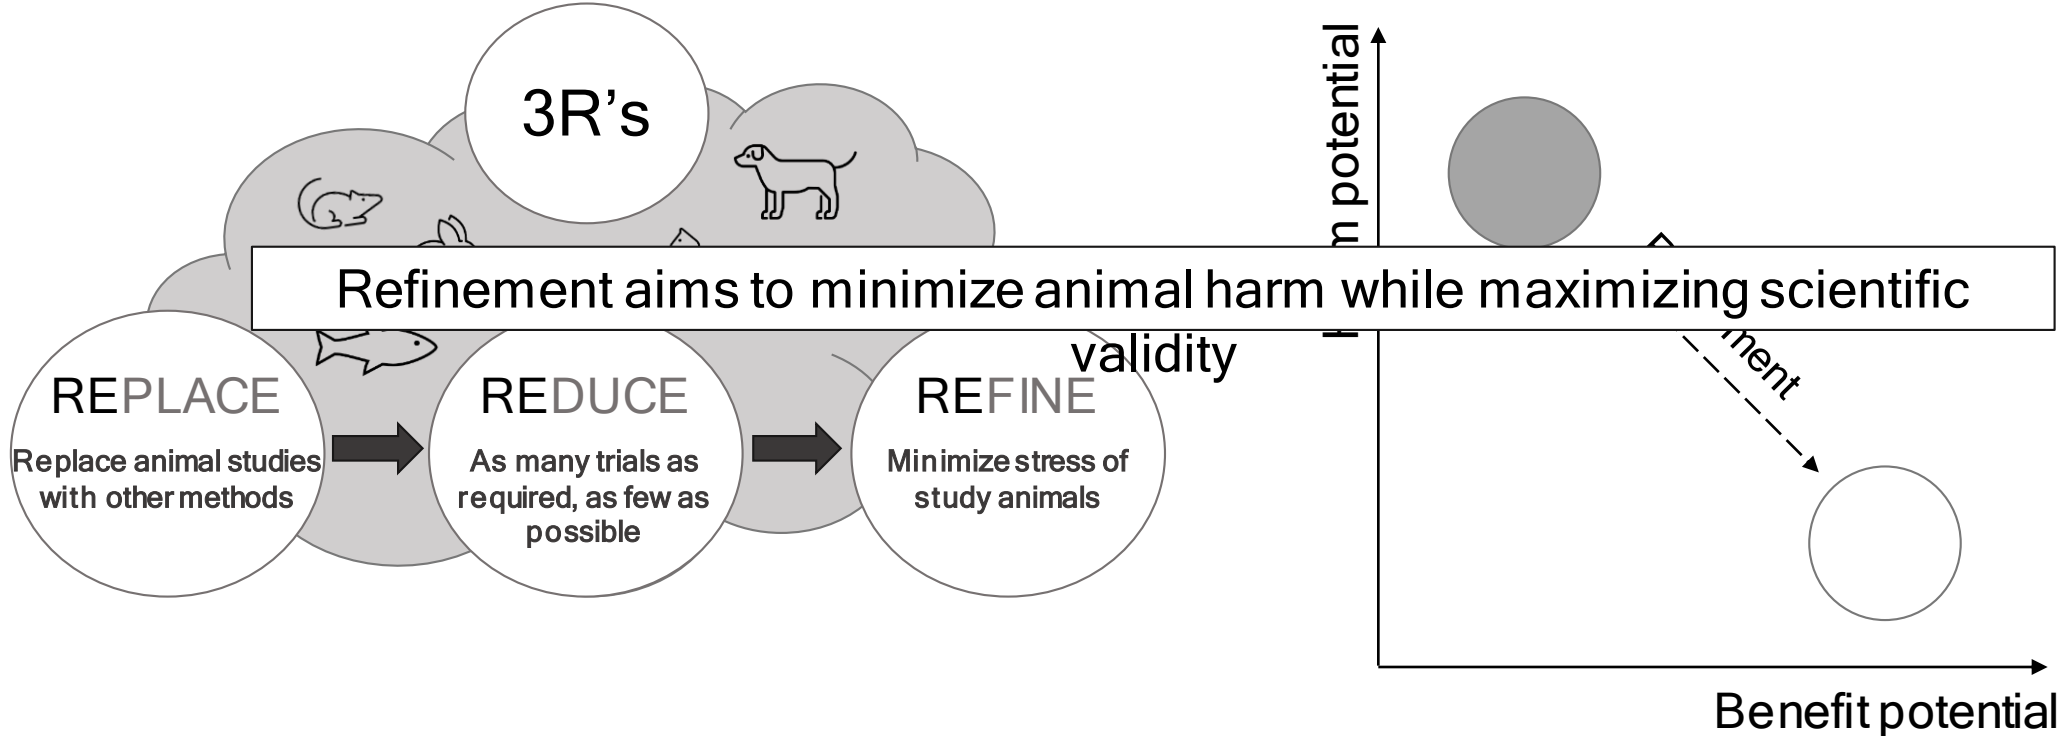 3R's
Refinement aims to minimize animal harm while maximizing scientific
validity
REPLACE
Replace animal studies
with other methods
REDUCE
As many trials as
required, as few as
possible
REFINE
Minimize stress of
study animals
potential
Benefit potential